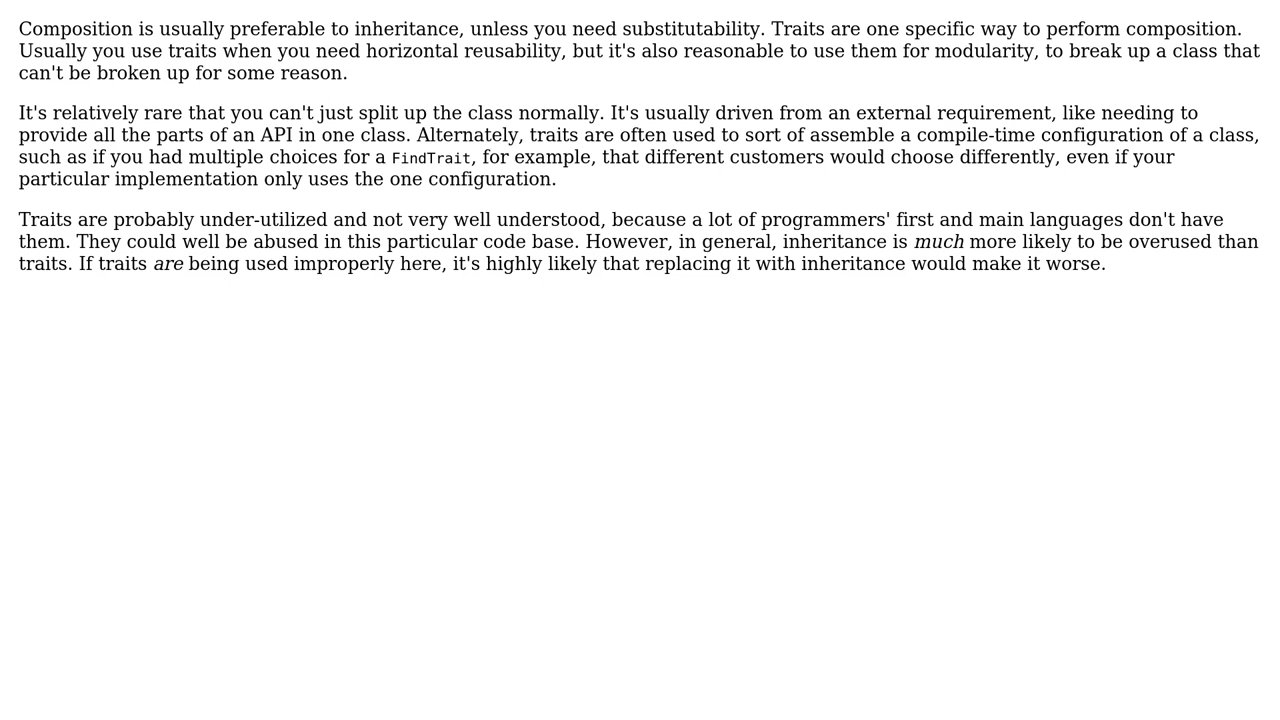 Composition is usually preferable to inheritance, unless you need substitutability. Traits are one specific way to perform composition.
Usually you use traits when you need horizontal reusability, but it's also reasonable to use them for modularity, to break up a class that
can't be broken up for some reason.
It's relatively rare that you can't just split up the class normally. It's usually driven from an external requirement, like needing to
provide all the parts of an API in one class. Alternately, traits are often used to sort of assemble a compile-time configuration of a class,
such as if you had multiple choices for a FindTrait, for example, that different customers would choose differently, even if your
particular implementation only uses the one configuration.
Traits are probably under-utilized and not very well understood, because a lot of programmers' first and main languages don't have
them. They could well be abused in this particular code base. However, in general, inheritance is much more likely to be overused than
traits. If traits are being used improperly here, it's highly likely that replacing it with inheritance would make it worse.